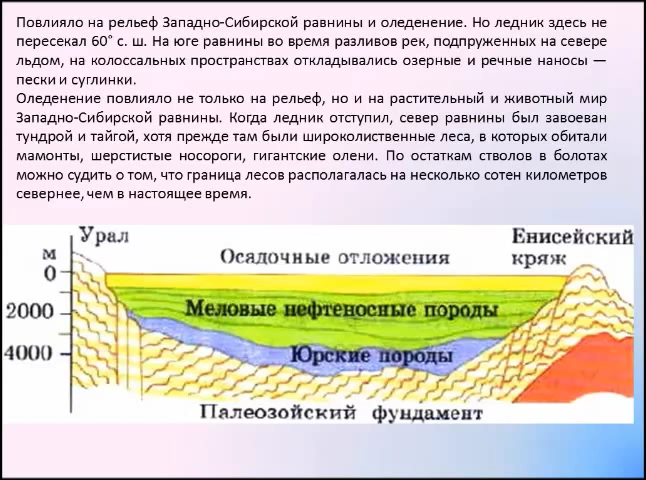 Повлияло на рельеф Западно-Сибирской равнины и оледенение. Но ледник здесь не
пересекал 60° с. ш. На юге равнины во время разливов рек, подпруженных на севере
льдом, на колоссальных пространствах откладывались озерные и речные наносы —
пески и суглинки.
Оледенение повлияло не только на рельеф, но и на растительный и животный мир
Западно-Сибирской равнины. Когда ледник отступил, север равнины был завоеван
тундрой и тайгой, хотя прежде там были широколиственные леса, в которых обитали
мамонты, шерстистые носороги, гигантские олени. По остаткам стволов в болотах
можно судить о том, что граница лесов располагалась на несколько сотен километров
севернее, чем в настоящее время.
Урал
Енисейский
кряж
м
Осадочные отложения
0
2000
Меловые нефтеносные породы
4000
Юрские породы
Палеозойский фундамент